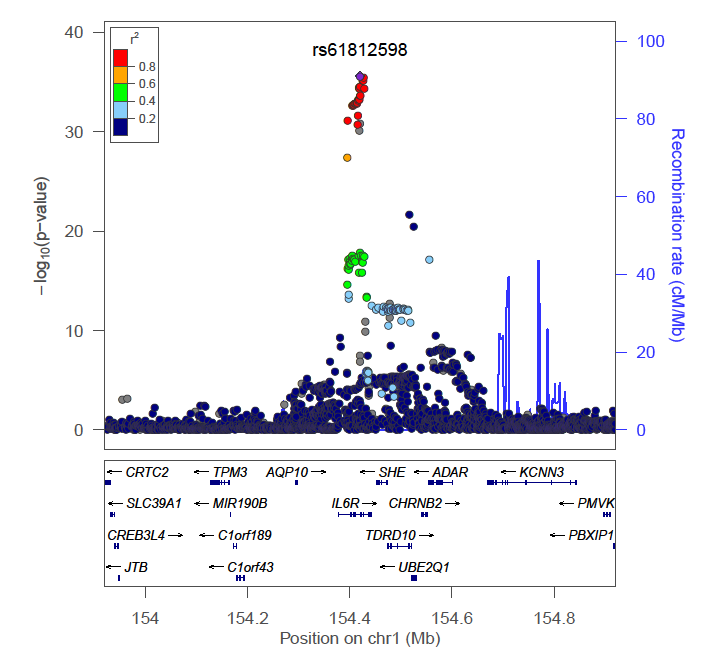 rs61812598
r2
0.8
0.6
0.4
0.2
40
30
20
10
0
−log10(p−value)
100
80
60
40
20
0
Recombination rate (cM/Mb)
CRTC2 TPM3 AQP10 SHE ADAR KCNN3
SLC39A1 MIR190B IL6R CHRNB2 PMVK
CREB3L4 C1orf189 TDRD10 PBXIP1
JTB C1orf43 UBE2Q1
154 154.2 154.4 154.6 154.8
Position on chr1 (Mb)